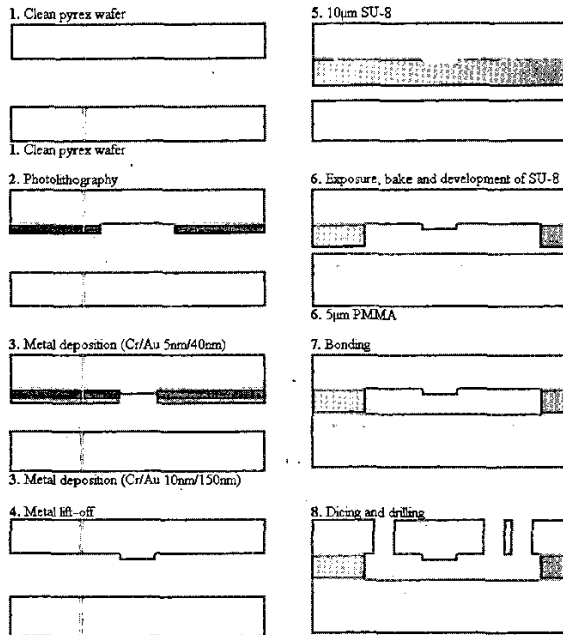 1. Clean pyrex wafer
1. Clean pyrex wafer
2. Photolithography
3. Metal deposition (Cr/Au 5nm/40nm)
3. Metal deposition (Cr/Au 10nm/150nm)
4. Metal lift-off
5. 10μm SU-8
6. Exposure, bake and development of SU-8
6. 5μm PMMA
7. Bonding
8. Dicing and drilling